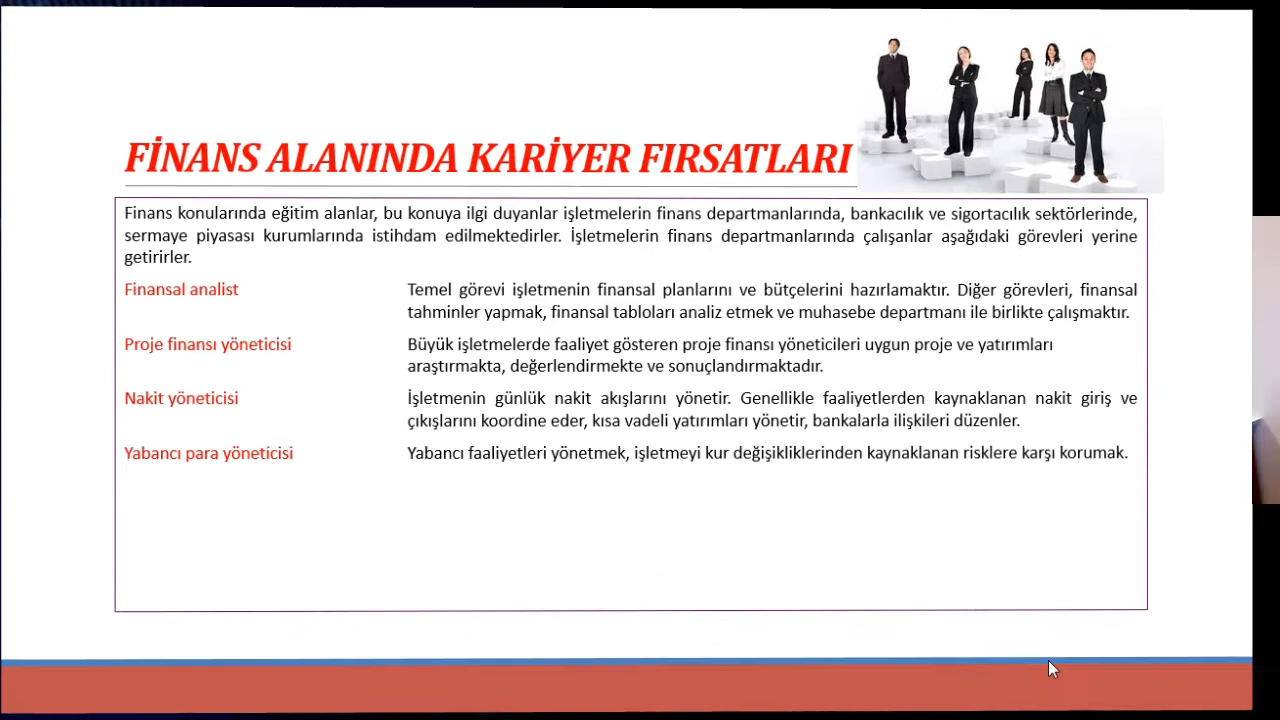 FİNANS ALANINDA KARİYER FIRSATLARI
Finans konularında eğitim alanlar, bu konuya ilgi duyanlar işletmelerin finans departmanlarında, bankacılık ve sigortacılık sektörlerinde,
sermaye piyasası kurumlarında istihdam edilmektedirler. İşletmelerin finans departmanlarında çalışanlar aşağıdaki görevleri yerine
getirirler.
Finansal analist Temel görevi işletmenin finansal planlarını ve bütçelerini hazırlamaktır. Diğer görevleri, finansal
tahminler yapmak, finansal tabloları analiz etmek ve muhasebe departmanı ile birlikte çalışmaktır.
Proje finansı yöneticisi Büyük işletmelerde faaliyet gösteren proje finansı yöneticileri uygun proje ve yatırımları
araştırmakta, değerlendirmekte ve sonuçlandırmaktadır.
Nakit yöneticisi İşletmenin günlük nakit akışlarını yönetir. Genellikle faaliyetlerden kaynaklanan nakit giriş ve
çıkışlarını koordine eder, kısa vadeli yatırımları yönetir, bankalarla ilişkileri düzenler.
Yabancı para yöneticisi Yabancı faaliyetleri yönetmek, işletmeyi kur değişikliklerinden kaynaklanan risklere karşı korumak.